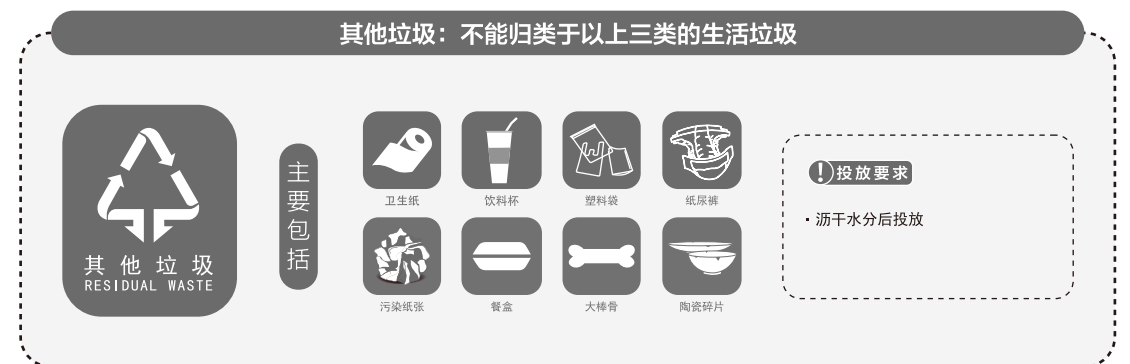 其他垃圾：不能归类于以上三类的生活垃圾
其他垃圾
RESIDUAL WASTE
主要包括
卫生纸 饮料杯 塑料袋 纸尿裤
污染纸张 餐盒 大棒骨 陶瓷碎片
!投放要求
·沥干水分后投放